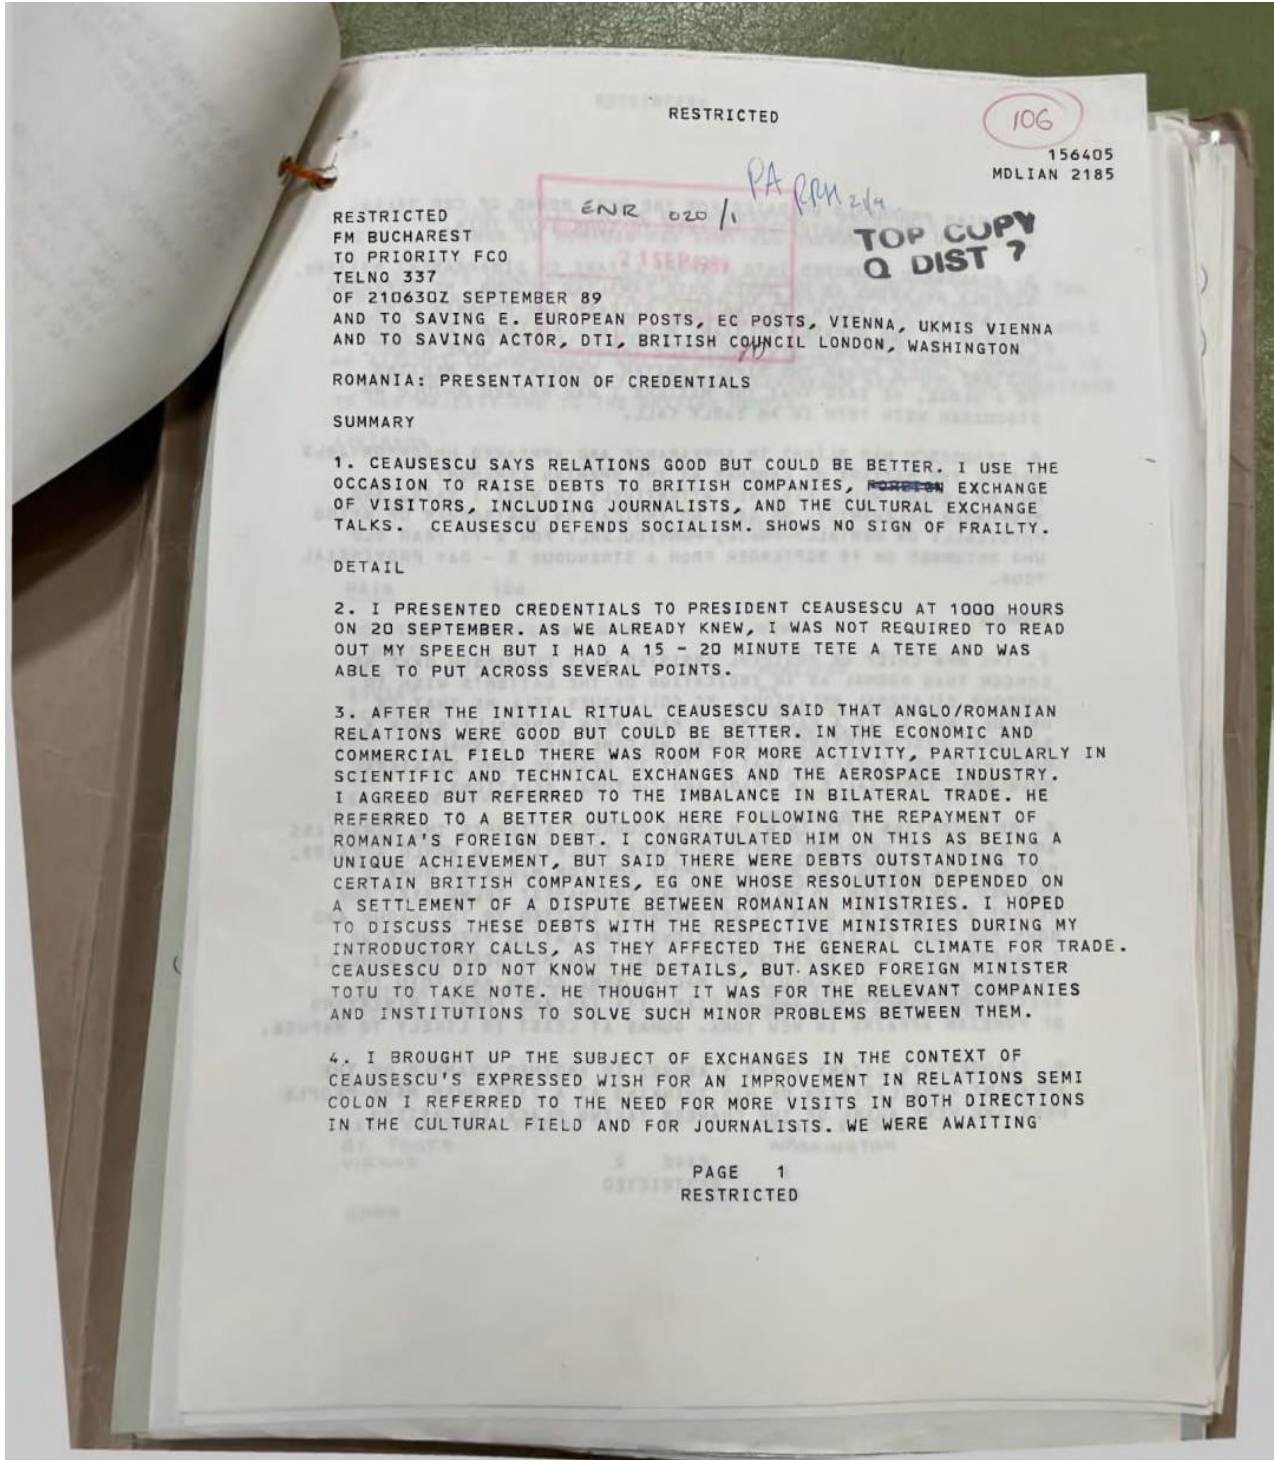 RESTRICTED
106
156405
MDLIAN 2185
PA RRH 21/9
ENR 020/1
TOP COPY
Q DIST 7
21 SEP 1989
RESTRICTED
FM BUCHAREST
TO PRIORITY FCO
TELNO 337
OF 210630Z SEPTEMBER 89
AND TO SAVING E. EUROPEAN POSTS, EC POSTS, VIENNA, UKMIS VIENNA
AND TO SAVING ACTOR, DTI, BRITISH COUNCIL LONDON, WASHINGTON
ROMANIA: PRESENTATION OF CREDENTIALS
SUMMARY
1. CEAUSESCU SAYS RELATIONS GOOD BUT COULD BE BETTER. I USE THE
OCCASION TO RAISE DEBTS TO BRITISH COMPANIES, FOREIGN EXCHANGE
OF VISITORS, INCLUDING JOURNALISTS, AND THE CULTURAL EXCHANGE
TALKS. CEAUSESCU DEFENDS SOCIALISM. SHOWS NO SIGN OF FRAILTY.
DETAIL
2. I PRESENTED CREDENTIALS TO PRESIDENT CEAUSESCU AT 1000 HOURS
ON 20 SEPTEMBER. AS WE ALREADY KNEW, I WAS NOT REQUIRED TO READ
OUT MY SPEECH BUT I HAD A 15 - 20 MINUTE TETE A TETE AND WAS
ABLE TO PUT ACROSS SEVERAL POINTS.
3. AFTER THE INITIAL RITUAL CEAUSESCU SAID THAT ANGLO/ROMANIAN
RELATIONS WERE GOOD BUT COULD BE BETTER. IN THE ECONOMIC AND
COMMERCIAL FIELD THERE WAS ROOM FOR MORE ACTIVITY, PARTICULARLY IN
SCIENTIFIC AND TECHNICAL EXCHANGES AND THE AEROSPACE INDUSTRY.
I AGREED BUT REFERRED TO THE IMBALANCE IN BILATERAL TRADE. HE
REFERRED TO A BETTER OUTLOOK HERE FOLLOWING THE REPAYMENT OF
ROMANIA'S FOREIGN DEBT. I CONGRATULATED HIM ON THIS AS BEING A
UNIQUE ACHIEVEMENT, BUT SAID THERE WERE DEBTS OUTSTANDING TO
CERTAIN BRITISH COMPANIES, EG ONE WHOSE RESOLUTION DEPENDED ON
A SETTLEMENT OF A DISPUTE BETWEEN ROMANIAN MINISTRIES. I HOPED
TO DISCUSS THESE DEBTS WITH THE RESPECTIVE MINISTRIES DURING MY
INTRODUCTORY CALLS, AS THEY AFFECTED THE GENERAL CLIMATE FOR TRADE.
CEAUSESCU DID NOT KNOW THE DETAILS, BUT ASKED FOREIGN MINISTER
TOTU TO TAKE NOTE. HE THOUGHT IT WAS FOR THE RELEVANT COMPANIES
AND INSTITUTIONS TO SOLVE SUCH MINOR PROBLEMS BETWEEN THEM.
4. I BROUGHT UP THE SUBJECT OF EXCHANGES IN THE CONTEXT OF
CEAUSESCU'S EXPRESSED WISH FOR AN IMPROVEMENT IN RELATIONS SEMI
COLON I REFERRED TO THE NEED FOR MORE VISITS IN BOTH DIRECTIONS
IN THE CULTURAL FIELD AND FOR JOURNALISTS. WE WERE AWAITING
PAGE 1
RESTRICTED